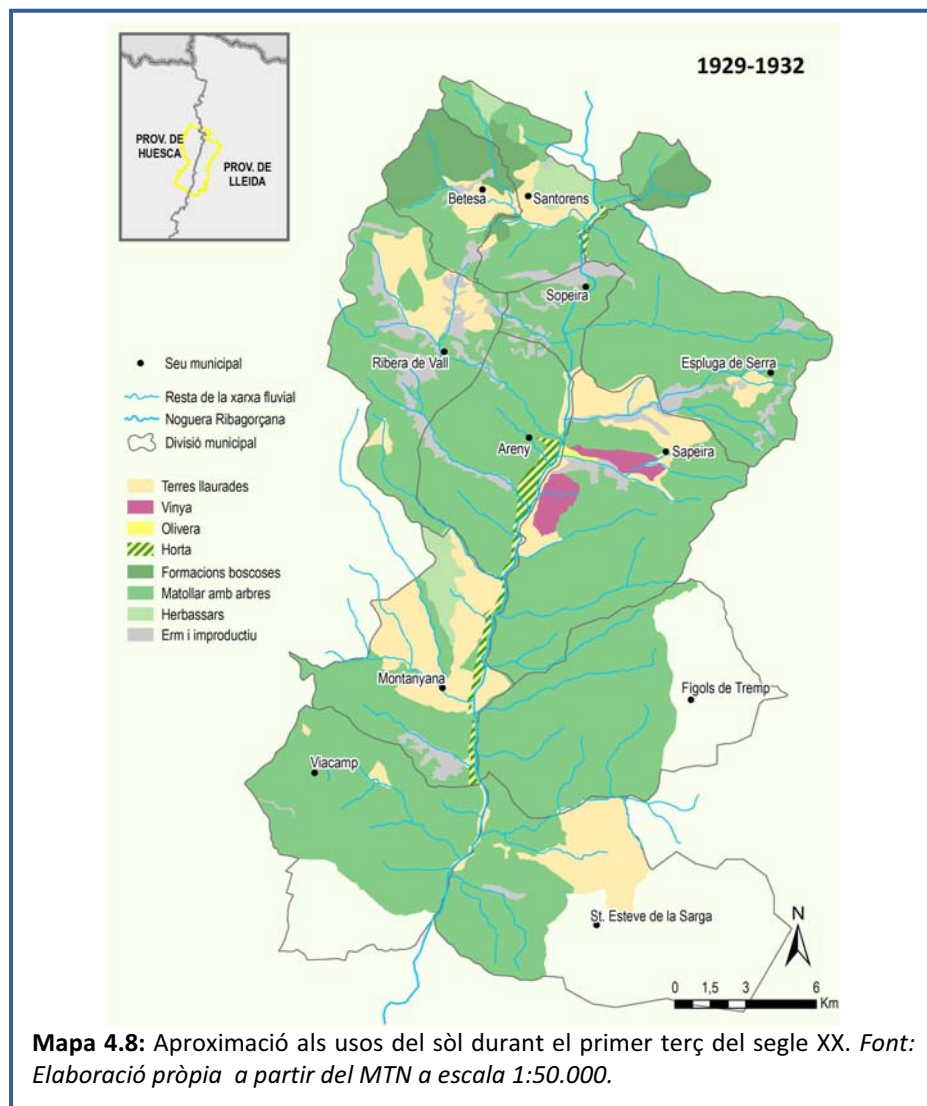 1929-1932
PROV. DE
HUESCA
PROV. DE
LLEIDA
Betesa
Santorens
Sopeira
Ribera de Vall
Espluga de Serra
Areny
Sapeira
Montanyana
Fígols de Tremp
Viacamp
St. Esteve de la Sarga
Seu municipal
Resta de la xarxa fluvial
Noguera Ribagorçana
Divisió municipal
Terres llaurades
Vinya
Olivera
Horta
Formacions boscoses
Matollar amb arbres
Herbassars
Erm i improductiu
N
0 1,5 3 6
Km
Mapa 4.8: Aproximació als usos del sòl durant el primer terç del segle XX. Font:
Elaboració pròpia a partir del MTN a escala 1:50.000.